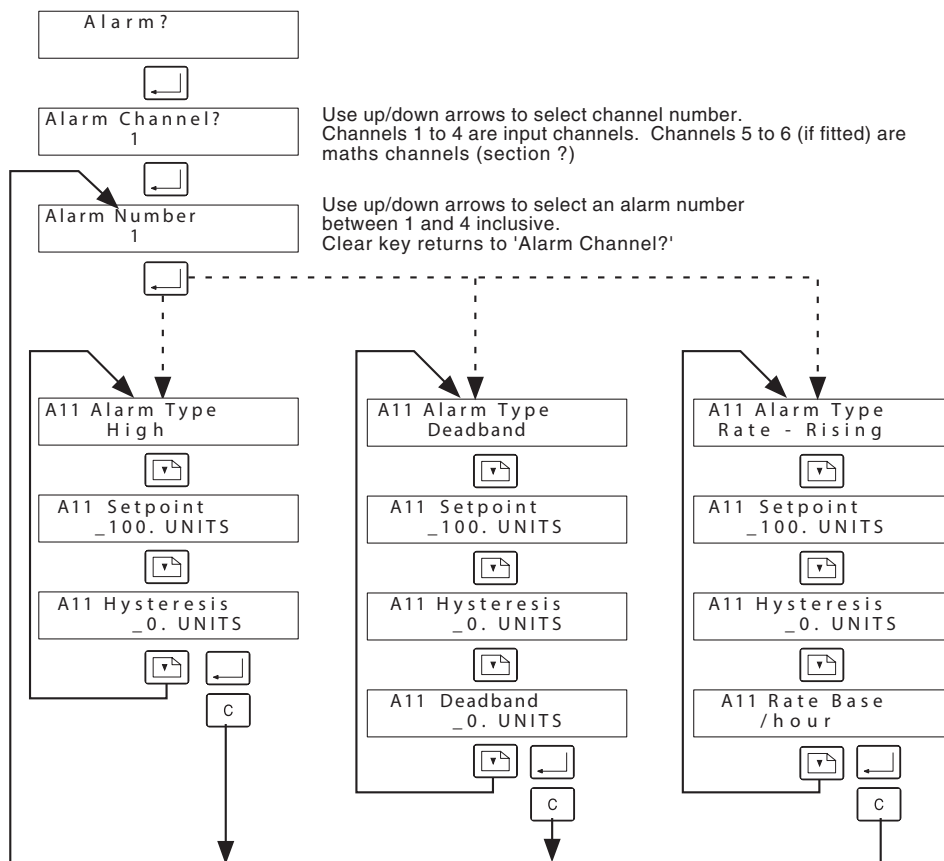 Alarm?
Alarm Channel?
1
Use up/down arrows to select channel number.
Channels 1 to 4 are input channels. Channels 5 to 6 (if fitted) are
maths channels (section ?)
Alarm Number
1
Use up/down arrows to select an alarm number
between 1 and 4 inclusive.
Clear key returns to 'Alarm Channel?'
A11 Alarm Type
High
A11 Setpoint
_100. UNITS
A11 Hysteresis
_0. UNITS
C
A11 Alarm Type
Deadband
A11 Setpoint
_100. UNITS
A11 Hysteresis
_0. UNITS
A11 Deadband
_0. UNITS
C
A11 Alarm Type
Rate - Rising
A11 Setpoint
_100. UNITS
A11 Hysteresis
_0. UNITS
A11 Rate Base
/hour
C